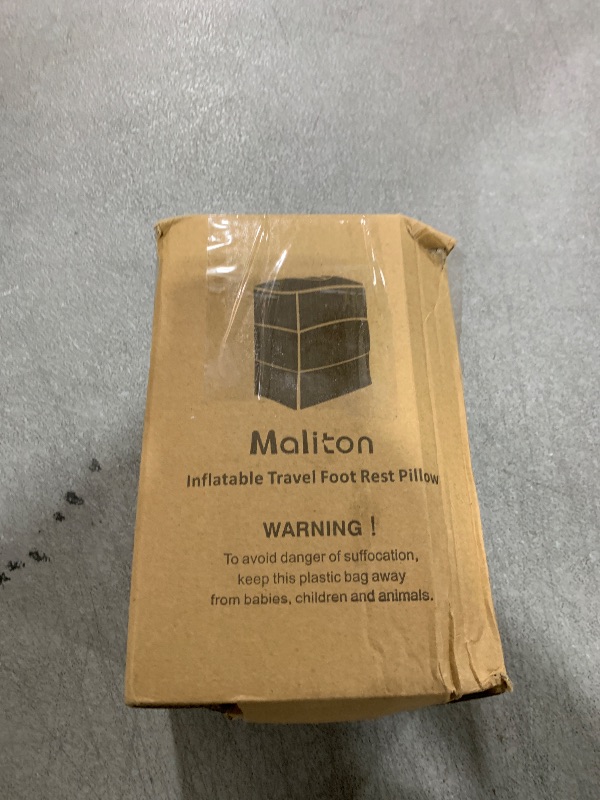 Maliton
Inflatable Travel Foot Rest Pillow
WARNING !
To avoid danger of suffocation,
keep this plastic bag away
from babies, children and animals.